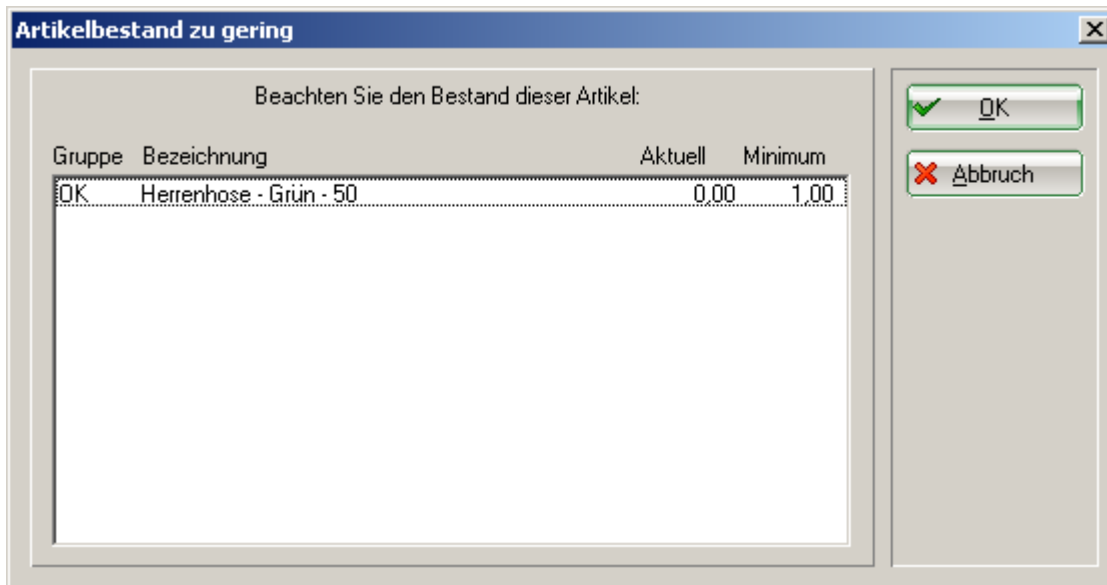 Artikelbestand zu gering
Beachten Sie den Bestand dieser Artikel:
Gruppe Bezeichnung Aktuell Minimum
OK Herrenhose - Grün - 50 0,00 1,00
OK
Abbruch